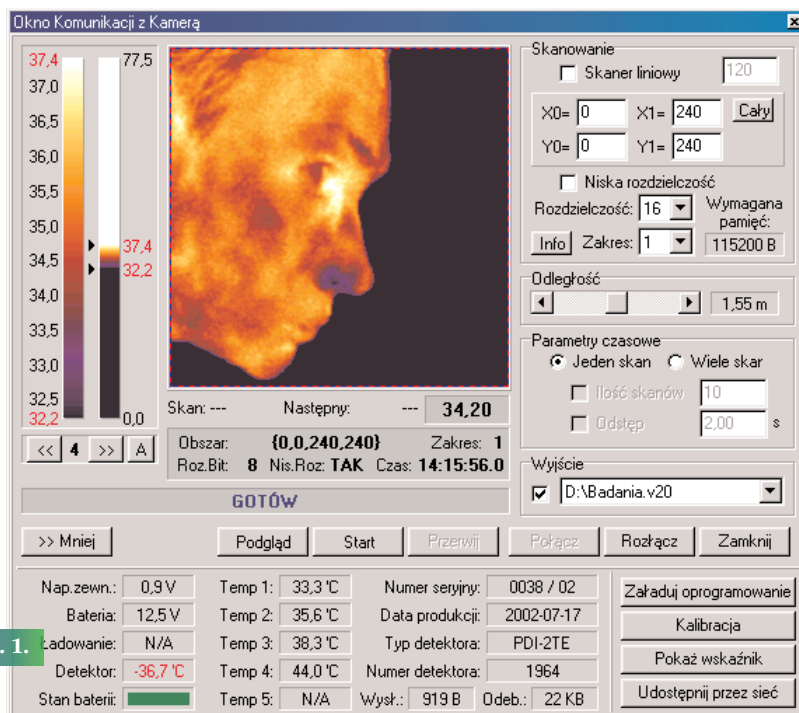 Okno Komunikacji z Kamerą
37,4 77,5
37,0
36,5
36,0
35,5
35,0
34,5
34,0
33,5
33,0
32,5
32,2 0,0
37,4
32,2
<< 4 >> A
Skan: --- Następny: --- 34,20
Obszar: {0,0,240,240} Zakres: 1
Roz.Bit: 8 Nis.Roz: TAK Czas: 14:15:56.0
GOTÓW
Skanowanie
Skaner liniowy 120
X0= 0 X1= 240 Cały
Y0= 0 Y1= 240
Niska rozdzielczość
Rozdzielczość: 16 Wymagana
pamięć:
Info Zakres: 1 115200 B
Odległość
1,55 m
Parametry czasowe
Jeden skan Wiele skar
Ilość skanów 10
Odstęp 2,00 s
Wyjście
D:\Badania.v20
>> Mniej Podgląd Start Przerwij Połącz Rozłącz Zamknij
Nap.zewn.: 0,9 V Temp 1: 33,3 'C Numer seryjny: 0038 / 02
Bateria: 12,5 V Temp 2: 35,6 'C Data produkcji: 2002-07-17
Ładowanie: N/A Temp 3: 38,3 'C Typ detektora: PDI-2TE
Detektor: -36,7 'C Temp 4: 44,0 'C Numer detektora: 1964
Stan baterii: Temp 5: N/A Wysł.: 919 B Odeb.: 22 KB
Załaduj oprogramowanie
Kalibracja
Pokaż wskaźnik
Udostępnij przez sieć
. 1.